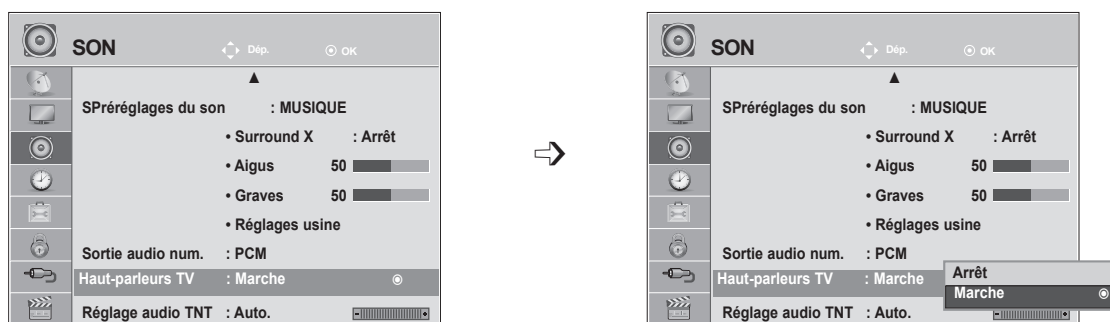 SON Dép. OK
SPréréglages du son : MUSIQUE
• Surround X : Arrêt
• Aigus 50
• Graves 50
• Réglages usine
Sortie audio num. : PCM
Haut-parleurs TV : Marche
Réglage audio TNT : Auto.
SON Dép. OK
SPréréglages du son : MUSIQUE
• Surround X : Arrêt
• Aigus 50
• Graves 50
• Réglages usine
Sortie audio num. : PCM
Haut-parleurs TV : Marche
Arrêt
Marche
Réglage audio TNT : Auto.